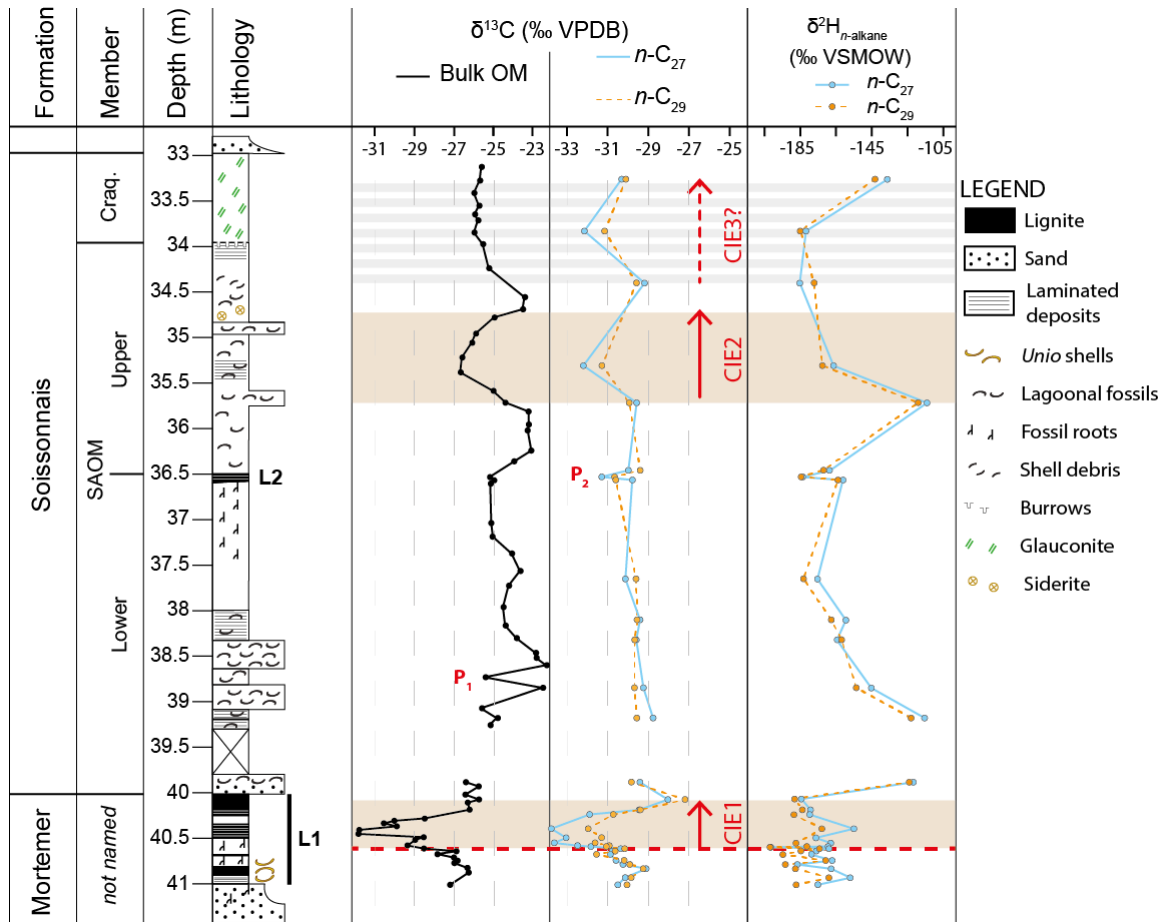 Formation
Member
Depth (m)
Lithology
δ¹³C (‰ VPDB)
Bulk OM
n-C₂₇
n-C₂₉
δ²Hₙ-ₐₗₖₐₙₑ
(‰ VSMOW)
n-C₂₇
n-C₂₉
-31 -29 -27 -25 -23
-33 -31 -29 -27 -25
-185 -145 -105
33
33.5
34
34.5
35
35.5
36
36.5
37
37.5
38
38.5
39
39.5
40
40.5
41
Soissonnais
Mortemer
Craq.
Upper
SAOM
Lower
not named
L2
L1
P₂
P₁
CIE3?
CIE2
CIE1
LEGEND
Lignite
Sand
Laminated
deposits
Unio shells
Lagoonal fossils
Fossil roots
Shell debris
Burrows
Glauconite
Siderite